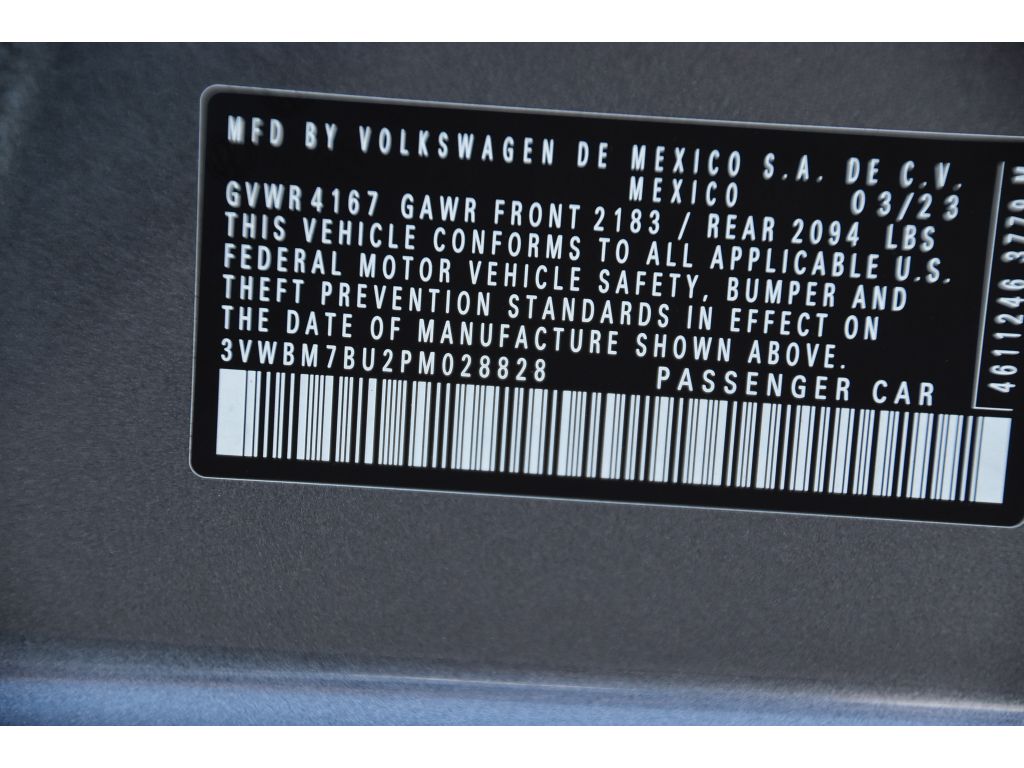 MFD BY VOLKSWAGEN DE MEXICO S.A. DE C.V.
MEXICO 03/23
GVWR 4167 GAWR FRONT 2183 / REAR 2094 LBS
THIS VEHICLE CONFORMS TO ALL APPLICABLE U.S.
FEDERAL MOTOR VEHICLE SAFETY, BUMPER AND
THEFT PREVENTION STANDARDS IN EFFECT ON
THE DATE OF MANUFACTURE SHOWN ABOVE.
3VWBM7BU2PM028828 PASSENGER CAR
4611246 3779